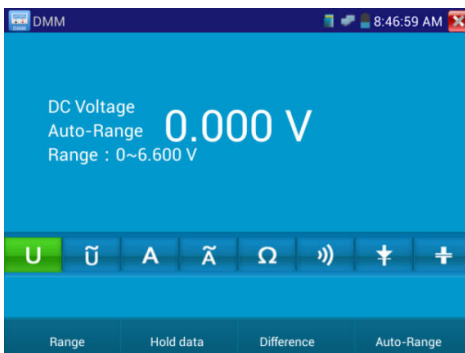 DMM 8:46:59 AM
DC Voltage
Auto-Range
0.000 V
Range : 0~6.600 V
U Ũ A Ã Ω
Range Hold data Difference Auto-Range